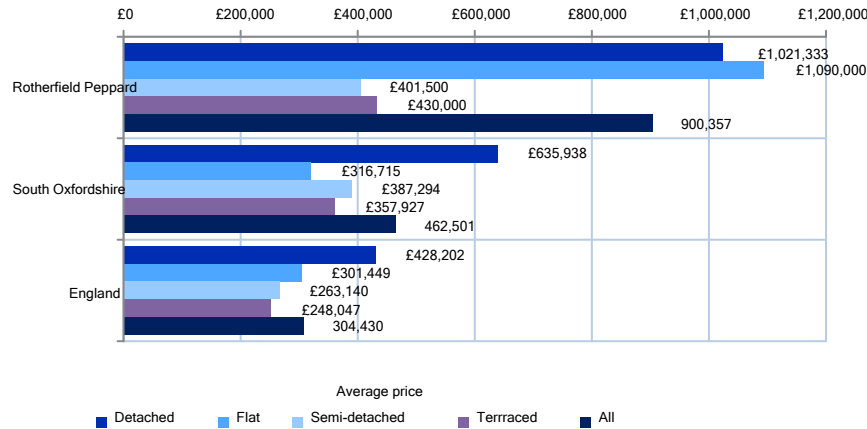 £0 £200,000 £400,000 £600,000 £800,000 £1,000,000 £1,200,000
£1,021,333
£1,090,000
Rotherfield Peppard £401,500
£430,000
900,357
£635,938
£316,715
South Oxfordshire £387,294
£357,927
462,501
£428,202
£301,449
England £263,140
£248,047
304,430
Average price
Detached Flat Semi-detached Terrraced All